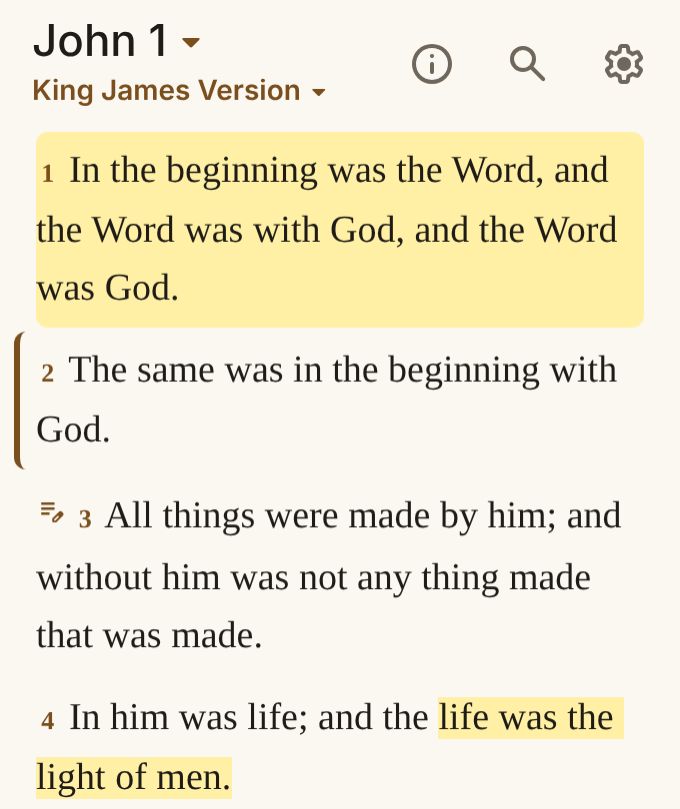 John 1
King James Version
1 In the beginning was the Word, and
the Word was with God, and the Word
was God.
2 The same was in the beginning with
God.
3 All things were made by him; and
without him was not any thing made
that was made.
4 In him was life; and the life was the
light of men.